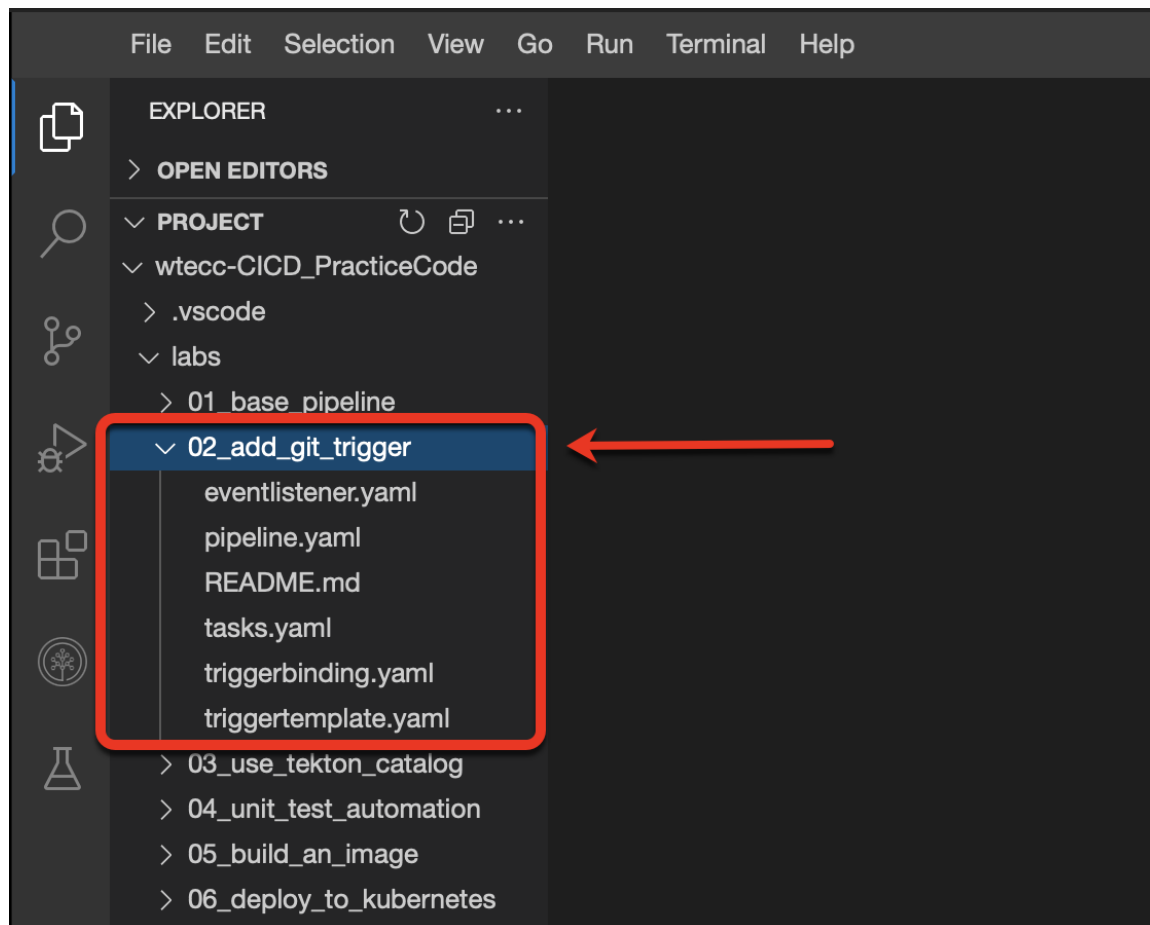 File Edit Selection View Go Run Terminal Help
EXPLORER
OPEN EDITORS
PROJECT
wtecc-CICD_PracticeCode
.vscode
labs
01_base_pipeline
02_add_git_trigger
eventlistener.yaml
pipeline.yaml
README.md
tasks.yaml
triggerbinding.yaml
triggertemplate.yaml
03_use_tekton_catalog
04_unit_test_automation
05_build_an_image
06_deploy_to_kubernetes